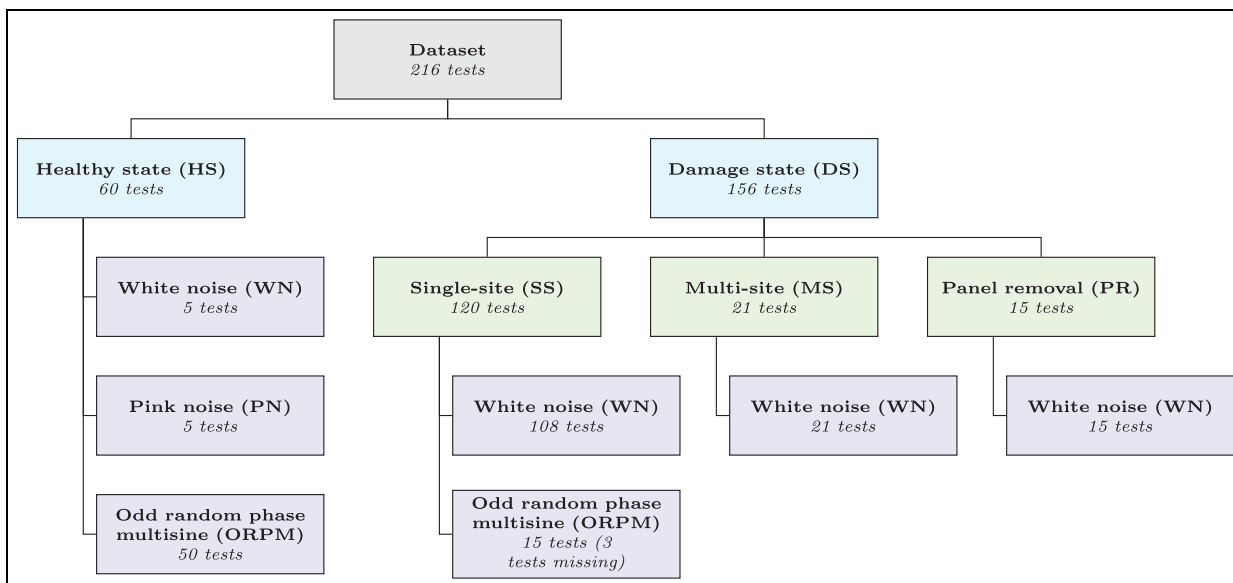 Dataset
216 tests
Healthy state (HS)
60 tests
Damage state (DS)
156 tests
White noise (WN)
5 tests
Single-site (SS)
120 tests
Multi-site (MS)
21 tests
Panel removal (PR)
15 tests
Pink noise (PN)
5 tests
White noise (WN)
108 tests
White noise (WN)
21 tests
White noise (WN)
15 tests
Odd random phase
multisine (ORPM)
50 tests
Odd random phase
multisine (ORPM)
15 tests (3
tests missing)